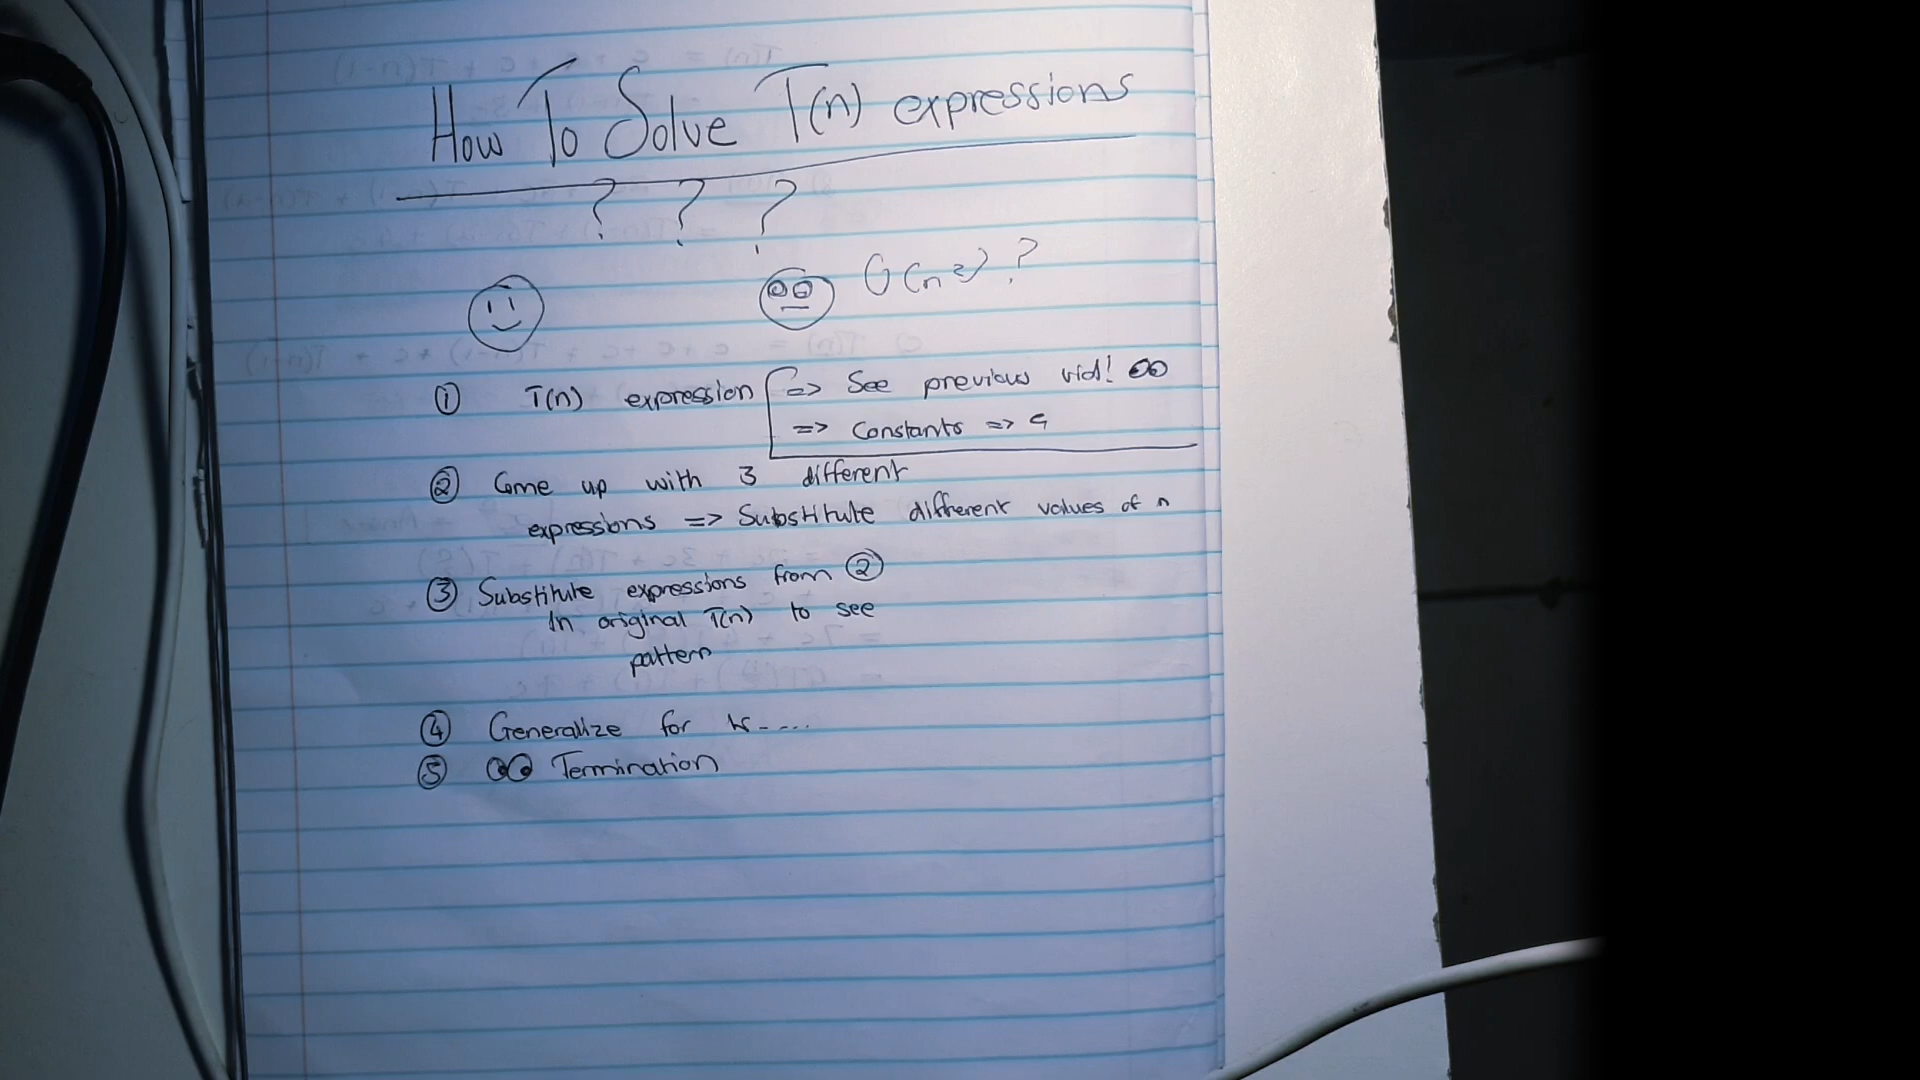 How To Solve T(n) expressions
? ? ?
O(n²) ?
① T(n) expression => See previous vid!
=> Constants =>
② Come up with 3 different
expressions => Substitute different values of n
③ Substitute expressions from ②
In original T(n) to see
pattern
④ Generalize for
⑤ Termination